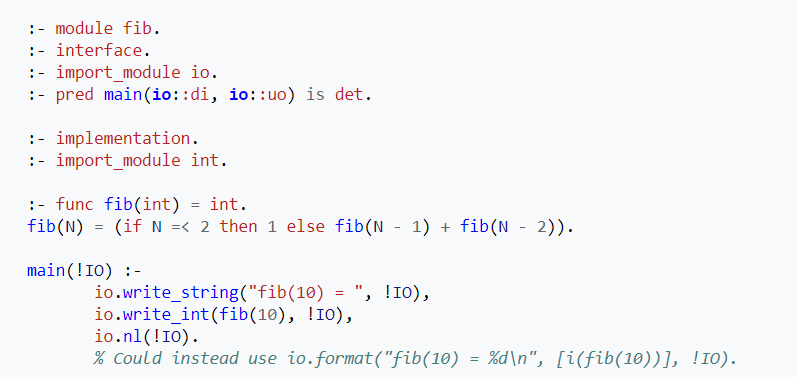 :- module fib.
:- interface.
:- import_module io.
:- pred main(io::di, io::uo) is det.
:- implementation.
:- import_module int.
:- func fib(int) = int.
fib(N) = (if N =< 2 then 1 else fib(N - 1) + fib(N - 2)).
main(!IO) :-
io.write_string("fib(10) = ", !IO),
io.write_int(fib(10), !IO),
io.nl(!IO).
% Could instead use io.format("fib(10) = %d\n", [i(fib(10))], !IO).